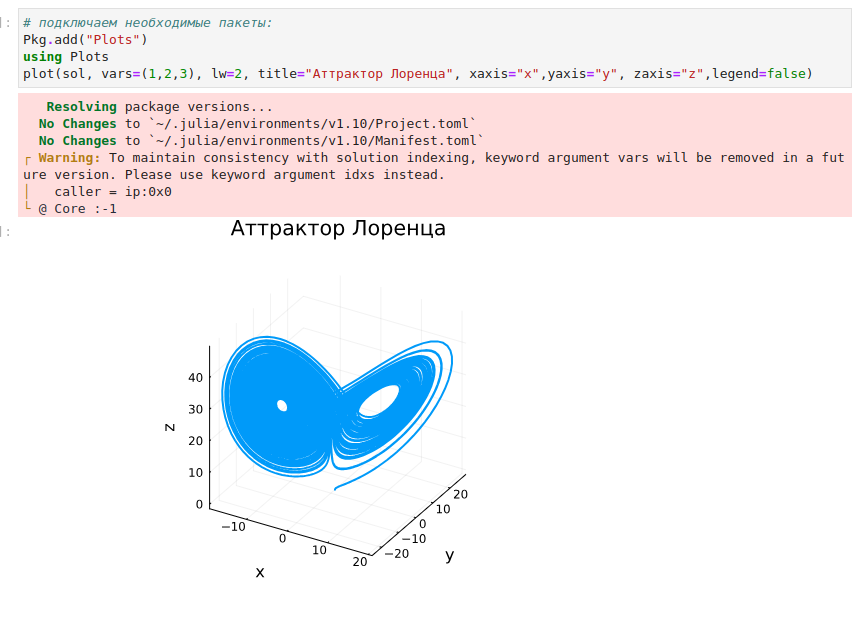 ]:
# подключаем необходимые пакеты:
Pkg.add("Plots")
using Plots
plot(sol, vars=(1,2,3), lw=2, title="Аттрактор Лоренца", xaxis="x",yaxis="y", zaxis="z",legend=false)
Resolving package versions...
No Changes to `~/.julia/environments/v1.10/Project.toml`
No Changes to `~/.julia/environments/v1.10/Manifest.toml`
┌ Warning: To maintain consistency with solution indexing, keyword argument vars will be removed in a fut
ure version. Please use keyword argument idxs instead.
│   caller = ip:0x0
└ @ Core :-1
]:
Аттрактор Лоренца
40
30
20
10
0
z
−10
0
10
20
x
−20
−10
0
10
20
y